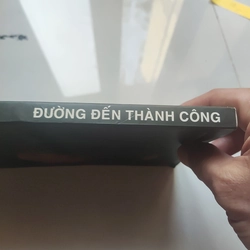 ĐƯỜNG ĐẾN THÀNH CÔNG